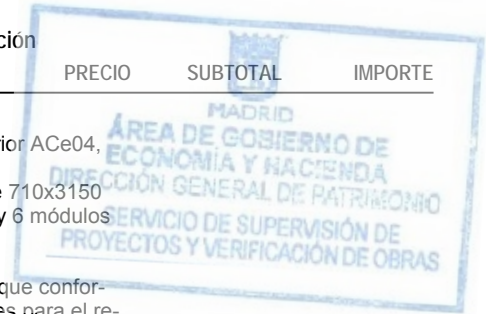 ción
PRECIO SUBTOTAL IMPORTE
MADRID
ÁREA DE GOBIERNO DE
ECONOMÍA Y HACIENDA
DIRECCIÓN GENERAL DE PATRIMONIO
SERVICIO DE SUPERVISIÓN DE
PROYECTOS Y VERIFICACIÓN DE OBRAS
rior ACe04,
e 710x3150
y 6 módulos
que confor-
es para el re-